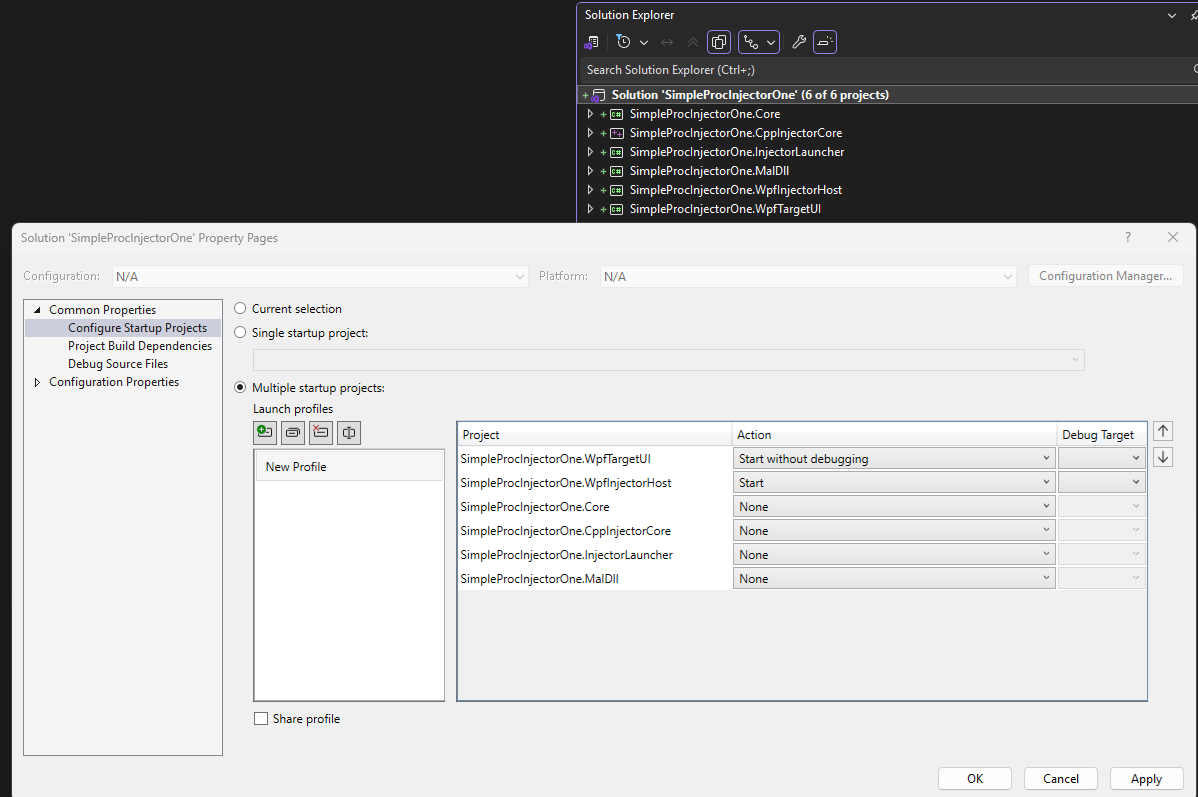 Solution Explorer
Search Solution Explorer (Ctrl+;)
Solution 'SimpleProcInjectorOne' (6 of 6 projects)
SimpleProcInjectorOne.Core
SimpleProcInjectorOne.CppInjectorCore
SimpleProcInjectorOne.InjectorLauncher
SimpleProcInjectorOne.MalDll
SimpleProcInjectorOne.WpfInjectorHost
SimpleProcInjectorOne.WpfTargetUI
Solution 'SimpleProcInjectorOne' Property Pages
Configuration: N/A Platform: N/A Configuration Manager...
Common Properties
Configure Startup Projects
Project Build Dependencies
Debug Source Files
Configuration Properties
Current selection
Single startup project:
Multiple startup projects:
Launch profiles
New Profile
Project Action Debug Target
SimpleProcInjectorOne.WpfTargetUI Start without debugging
SimpleProcInjectorOne.WpfInjectorHost Start
SimpleProcInjectorOne.Core None
SimpleProcInjectorOne.CppInjectorCore None
SimpleProcInjectorOne.InjectorLauncher None
SimpleProcInjectorOne.MalDll None
Share profile
OK Cancel Apply